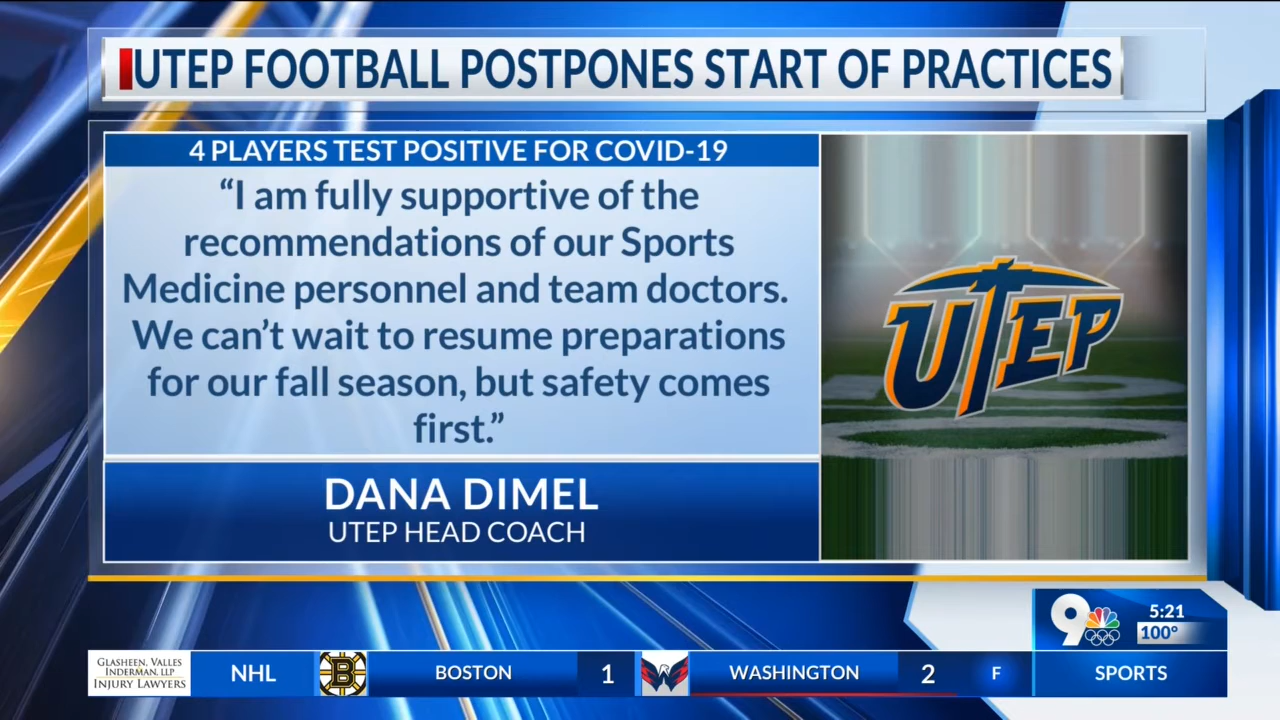 UTEP FOOTBALL POSTPONES START OF PRACTICES
4 PLAYERS TEST POSITIVE FOR COVID-19
“I am fully supportive of the
recommendations of our Sports
Medicine personnel and team doctors.
We can’t wait to resume preparations
for our fall season, but safety comes
first.”
DANA DIMEL
UTEP HEAD COACH
UTEP
9
5:21
100°
GLASHEEN, VALLES
INDERMAN, LLP
INJURY LAWYERS
NHL
B
BOSTON 1
WASHINGTON 2
F
SPORTS